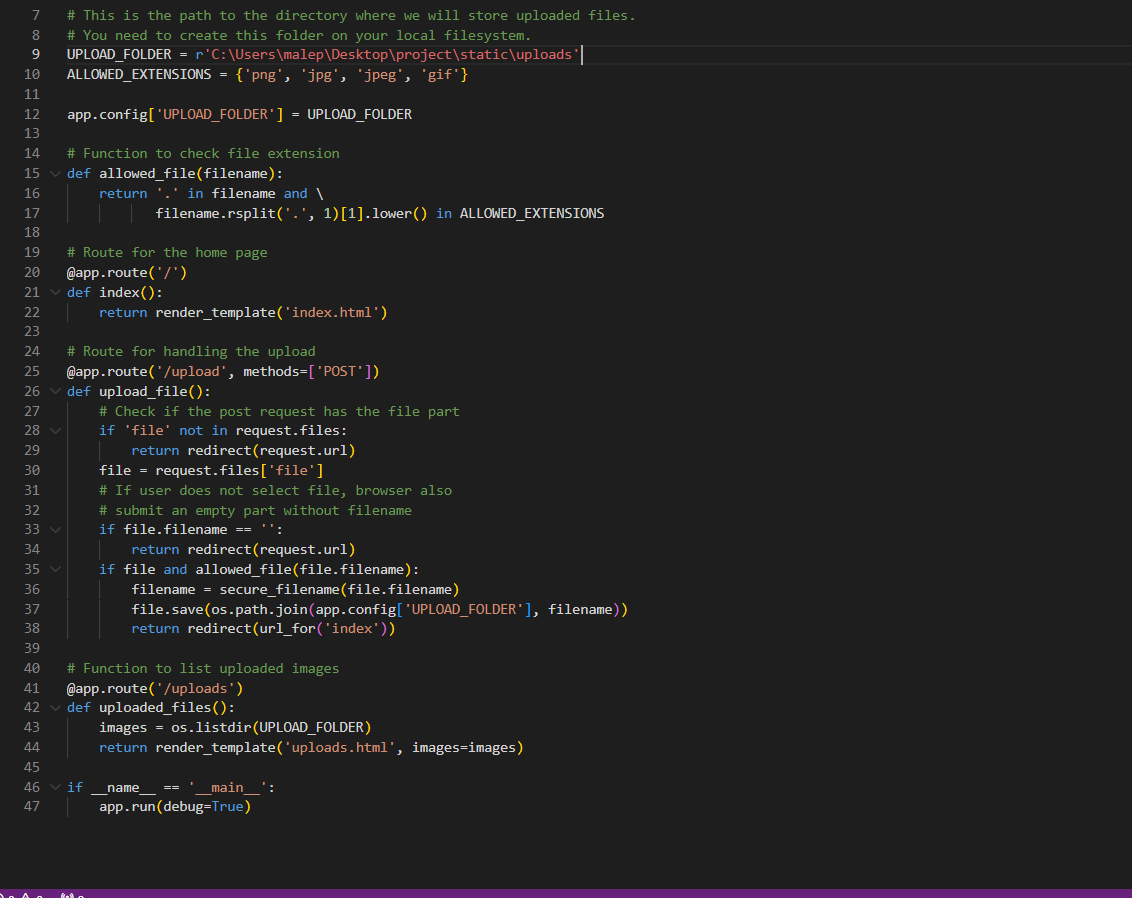 7 # This is the path to the directory where we will store uploaded files.
8 # You need to create this folder on your local filesystem.
9 UPLOAD_FOLDER = r'C:\Users\malep\Desktop\project\static\uploads'
10 ALLOWED_EXTENSIONS = {'png', 'jpg', 'jpeg', 'gif'}
11
12 app.config['UPLOAD_FOLDER'] = UPLOAD_FOLDER
13
14 # Function to check file extension
15 def allowed_file(filename):
16     return '.' in filename and \
17            filename.rsplit('.', 1)[1].lower() in ALLOWED_EXTENSIONS
18
19 # Route for the home page
20 @app.route('/')
21 def index():
22     return render_template('index.html')
23
24 # Route for handling the upload
25 @app.route('/upload', methods=['POST'])
26 def upload_file():
27     # Check if the post request has the file part
28     if 'file' not in request.files:
29         return redirect(request.url)
30     file = request.files['file']
31     # If user does not select file, browser also
32     # submit an empty part without filename
33     if file.filename == '':
34         return redirect(request.url)
35     if file and allowed_file(file.filename):
36         filename = secure_filename(file.filename)
37         file.save(os.path.join(app.config['UPLOAD_FOLDER'], filename))
38         return redirect(url_for('index'))
39
40 # Function to list uploaded images
41 @app.route('/uploads')
42 def uploaded_files():
43     images = os.listdir(UPLOAD_FOLDER)
44     return render_template('uploads.html', images=images)
45
46 if __name__ == '__main__':
47     app.run(debug=True)